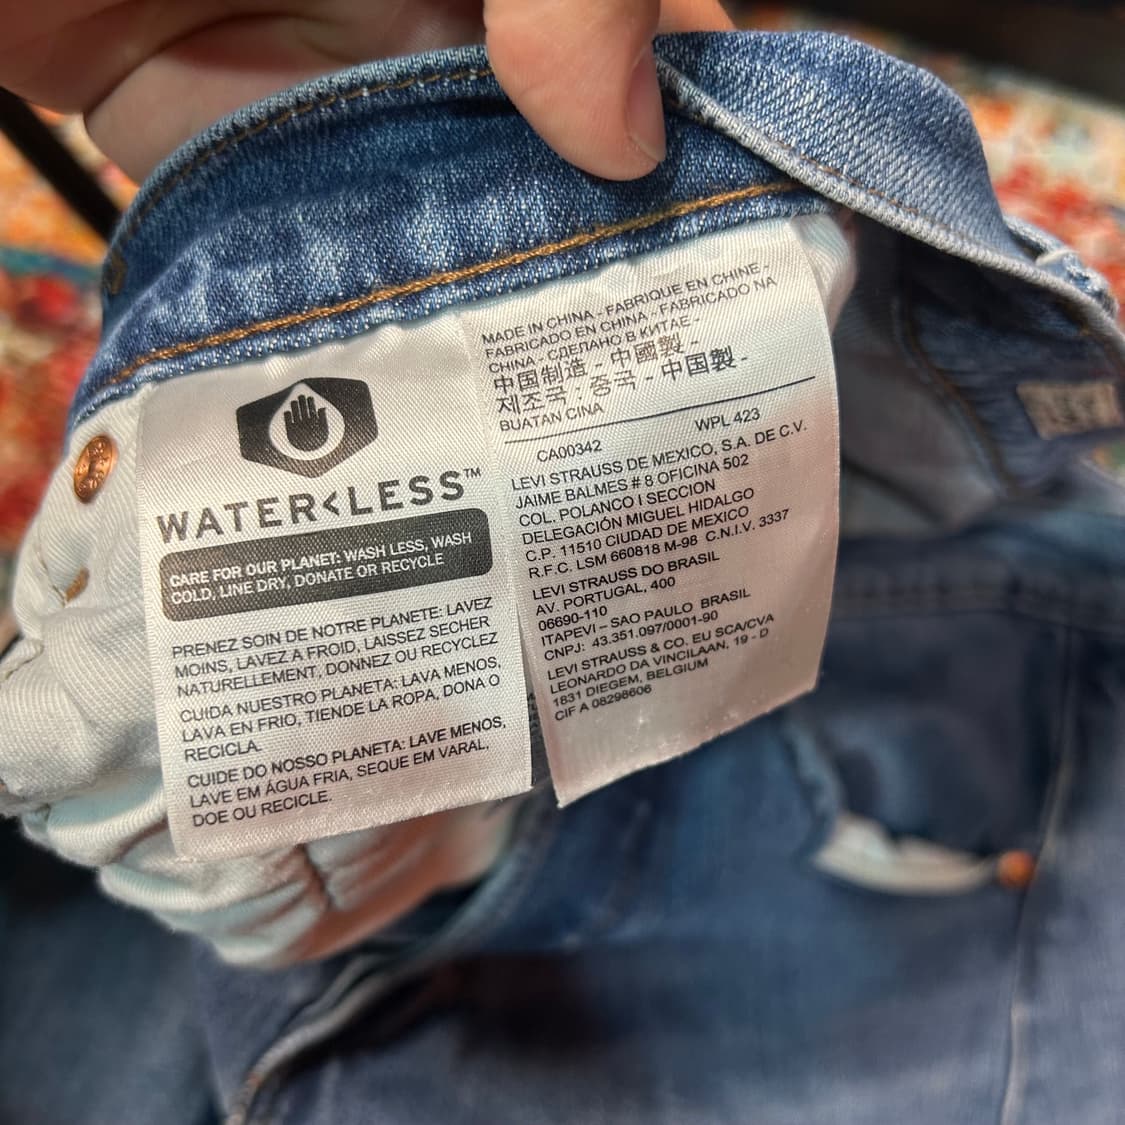 WATER<LESS™
CARE FOR OUR PLANET: WASH LESS, WASH
COLD, LINE DRY, DONATE OR RECYCLE
PRENEZ SOIN DE NOTRE PLANETE: LAVEZ
MOINS, LAVEZ A FROID, LAISSEZ SECHER
NATURELLEMENT, DONNEZ OU RECYCLEZ
CUIDA NUESTRO PLANETA: LAVA MENOS,
LAVA EN FRIO, TIENDE LA ROPA, DONA O
RECICLA.
CUIDE DO NOSSO PLANETA: LAVE MENOS,
LAVE EM ÁGUA FRIA, SEQUE EM VARAL,
DOE OU RECICLE.
MADE IN CHINA - FABRIQUE EN CHINE -
FABRICADO EN CHINA - FABRICADO NA
CHINA - СДЕЛАНО В КИТАЕ -
中国制造 - 中國製 -
제조국 : 중국 - 中国製 -
BUATAN CINA
CA00342 WPL 423
LEVI STRAUSS DE MEXICO, S.A. DE C.V.
JAIME BALMES # 8 OFICINA 502
COL. POLANCO I SECCION
DELEGACIÓN MIGUEL HIDALGO
C.P. 11510 CIUDAD DE MEXICO
R.F.C. LSM 660818 M-98 C.N.I.V. 3337
LEVI STRAUSS DO BRASIL
AV. PORTUGAL, 400
06690-110
ITAPEVI – SAO PAULO BRASIL
CNPJ: 43.351.097/0001-90
LEVI STRAUSS & CO. EU SCA/CVA
LEONARDO DA VINCILAAN, 19 - D
1831 DIEGEM, BELGIUM
CIF A 08298606